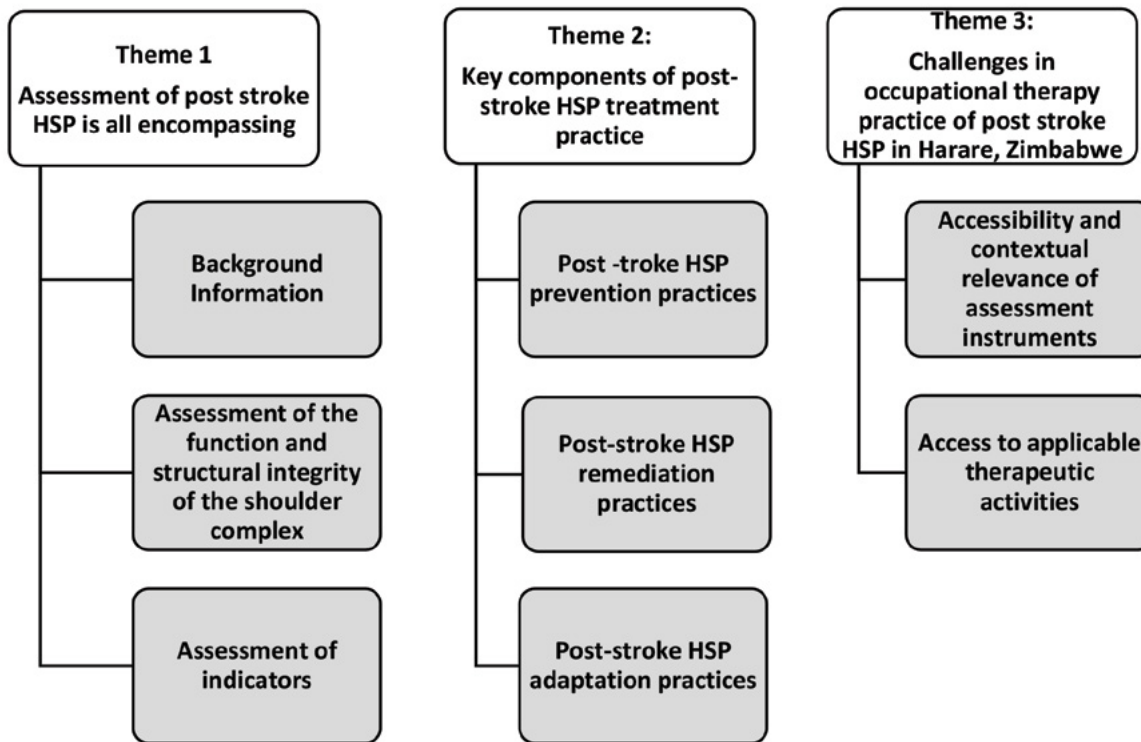 Theme 1
Assessment of post stroke
HSP is all encompassing
Background
Information
Assessment of the
function and
structural integrity
of the shoulder
complex
Assessment of
indicators
Theme 2:
Key components of post-
stroke HSP treatment
practice
Post -troke HSP
prevention practices
Post-stroke HSP
remediation
practices
Post-stroke HSP
adaptation practices
Theme 3:
Challenges in
occupational therapy
practice of post stroke
HSP in Harare, Zimbabwe
Accessibility and
contextual
relevance of
assessment
instruments
Access to applicable
therapeutic
activities